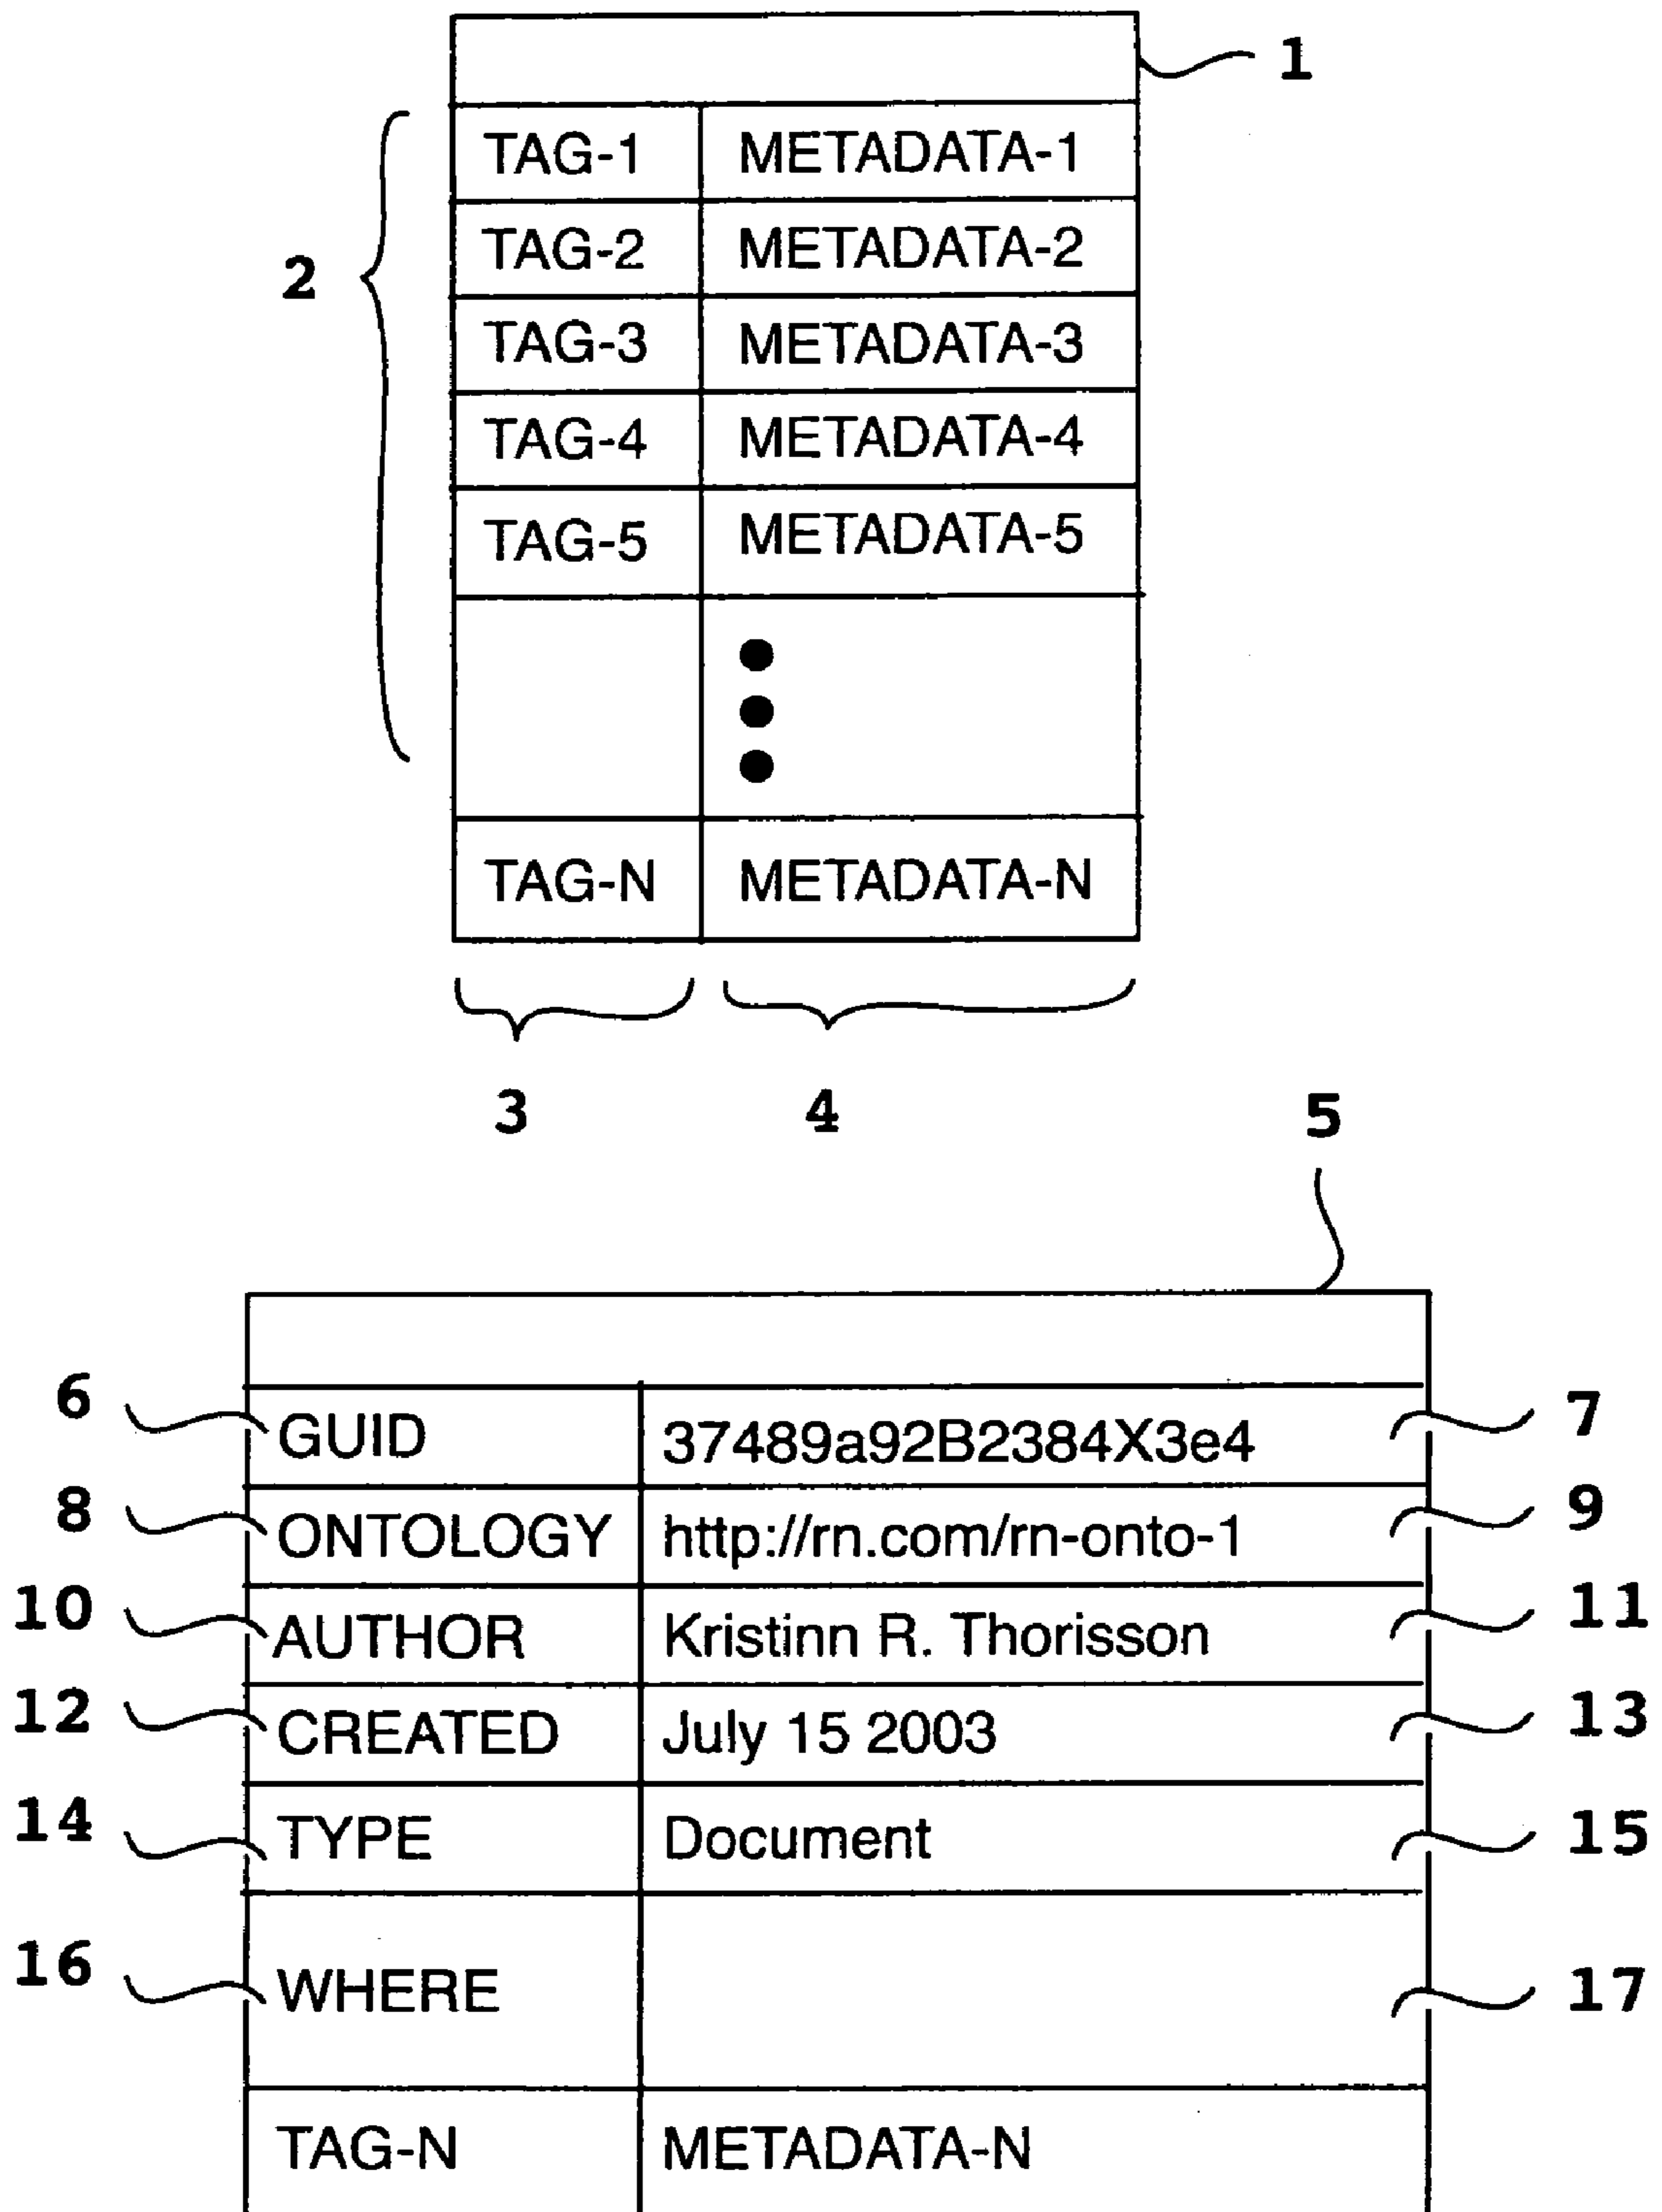 1
TAG-1 METADATA-1
TAG-2 METADATA-2
2
TAG-3 METADATA-3
TAG-4 METADATA-4
TAG-5 METADATA-5
TAG-N METADATA-N
3 4
5
6 GUID 37489a92B2384X3e4 7
8 ONTOLOGY http://rn.com/rn-onto-1 9
10 AUTHOR Kristinn R. Thorisson 11
12 CREATED July 15 2003 13
14 TYPE Document 15
16 WHERE 17
TAG-N METADATA-N